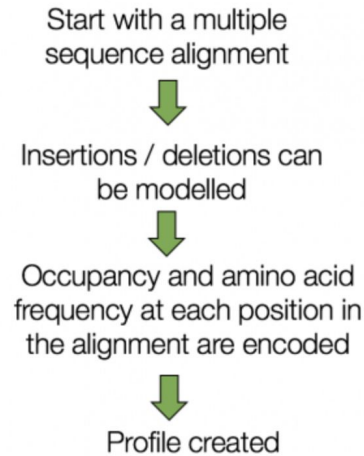 Start with a multiple
sequence alignment
Insertions / deletions can
be modelled
Occupancy and amino acid
frequency at each position in
the alignment are encoded
Profile created